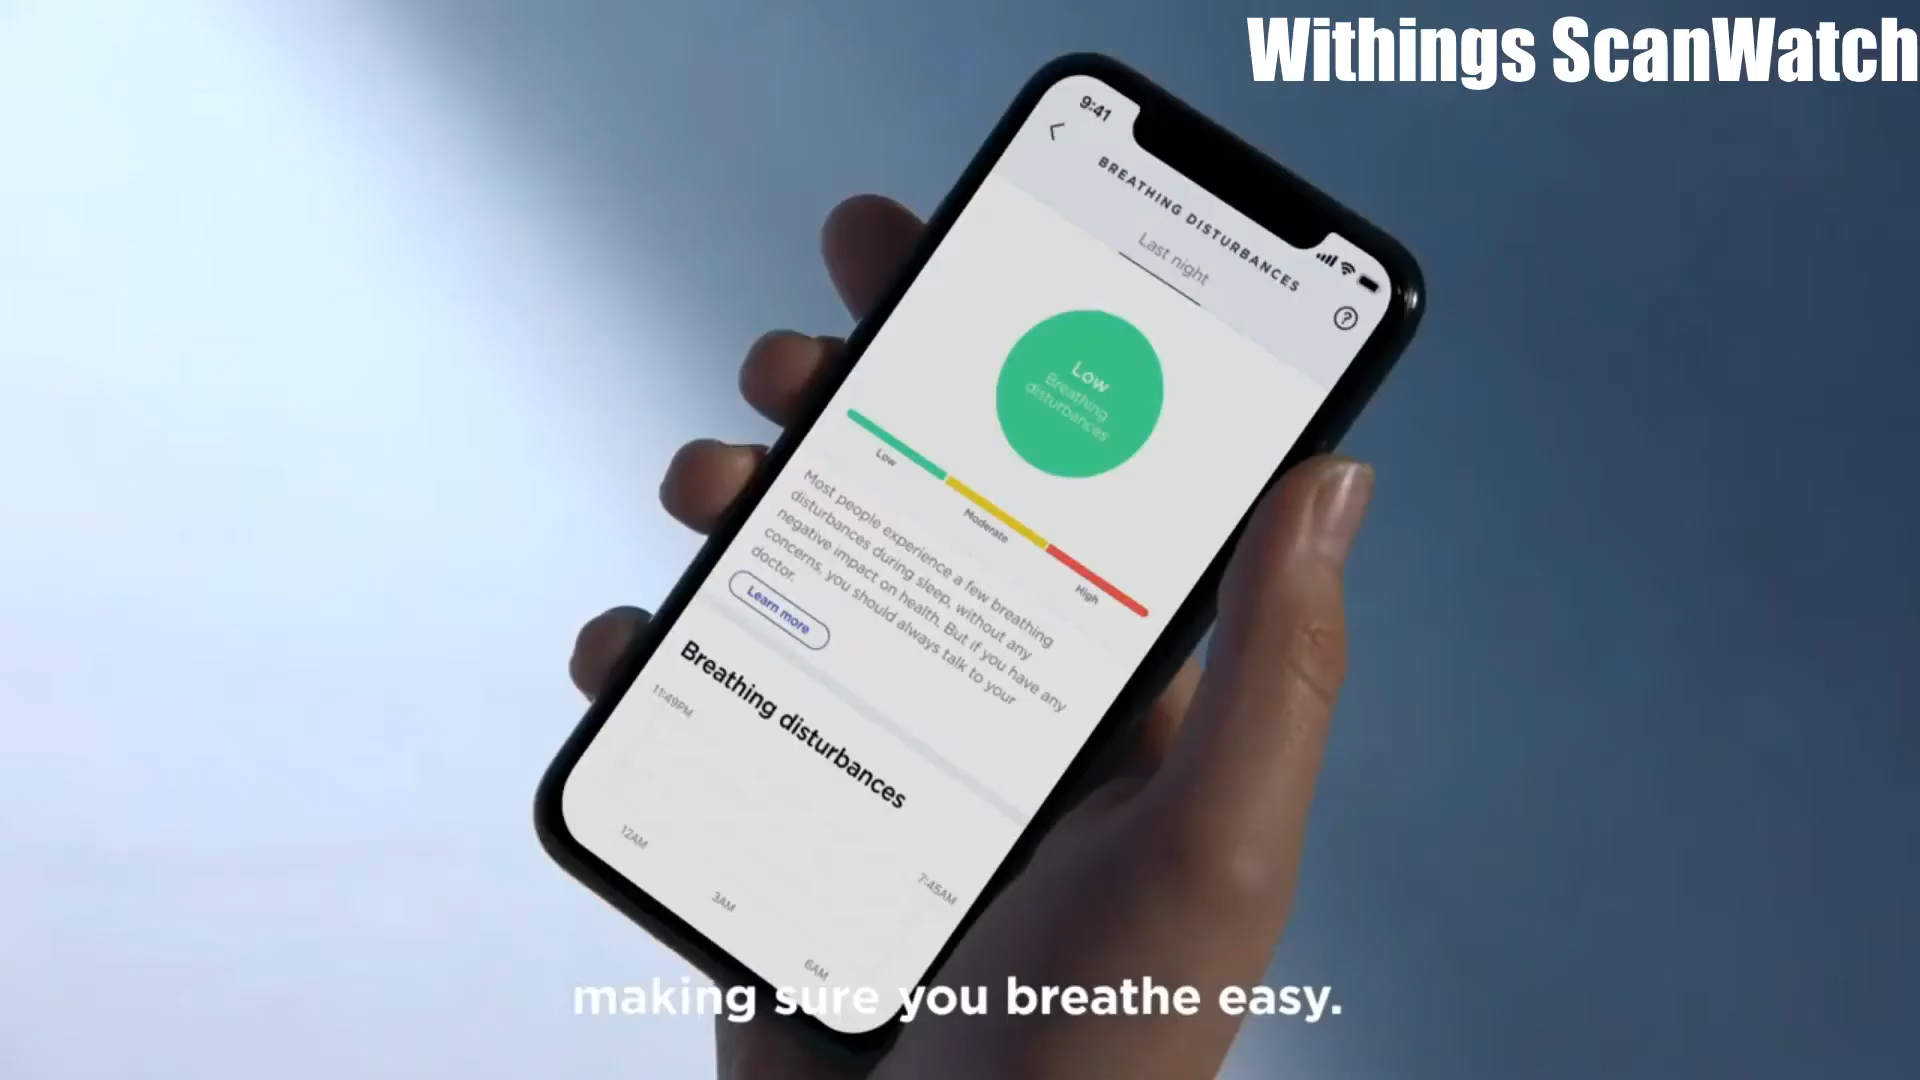 Withings ScanWatch
9:41
BREATHING DISTURBANCES
Last night
?
Low
Breathing
disturbances
Low
Moderate
High
Most people experience a few breathing
disturbances during sleep, without any
negative impact on health. But if you have any
concerns, you should always talk to your
doctor.
Learn more
Breathing disturbances
11:49PM
7:45AM
12AM
3AM
6AM
making sure you breathe easy.